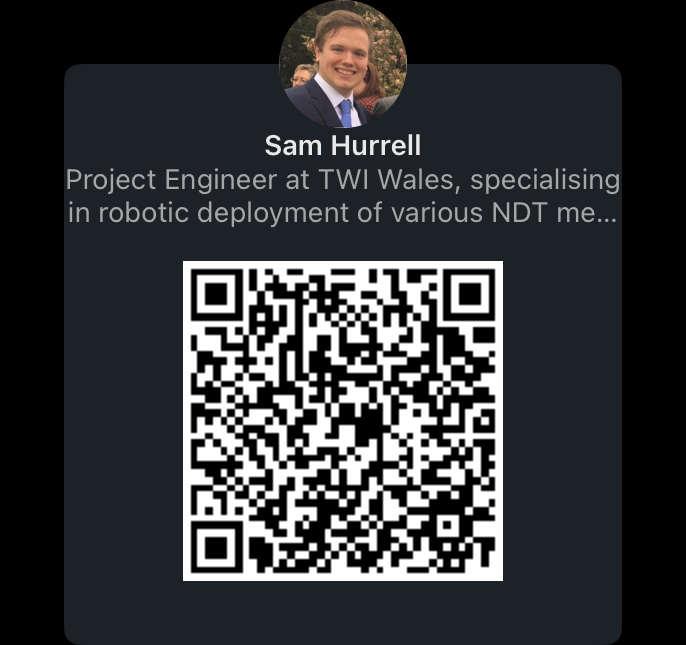 Sam Hurrell
Project Engineer at TWI Wales, specialising
in robotic deployment of various NDT me...